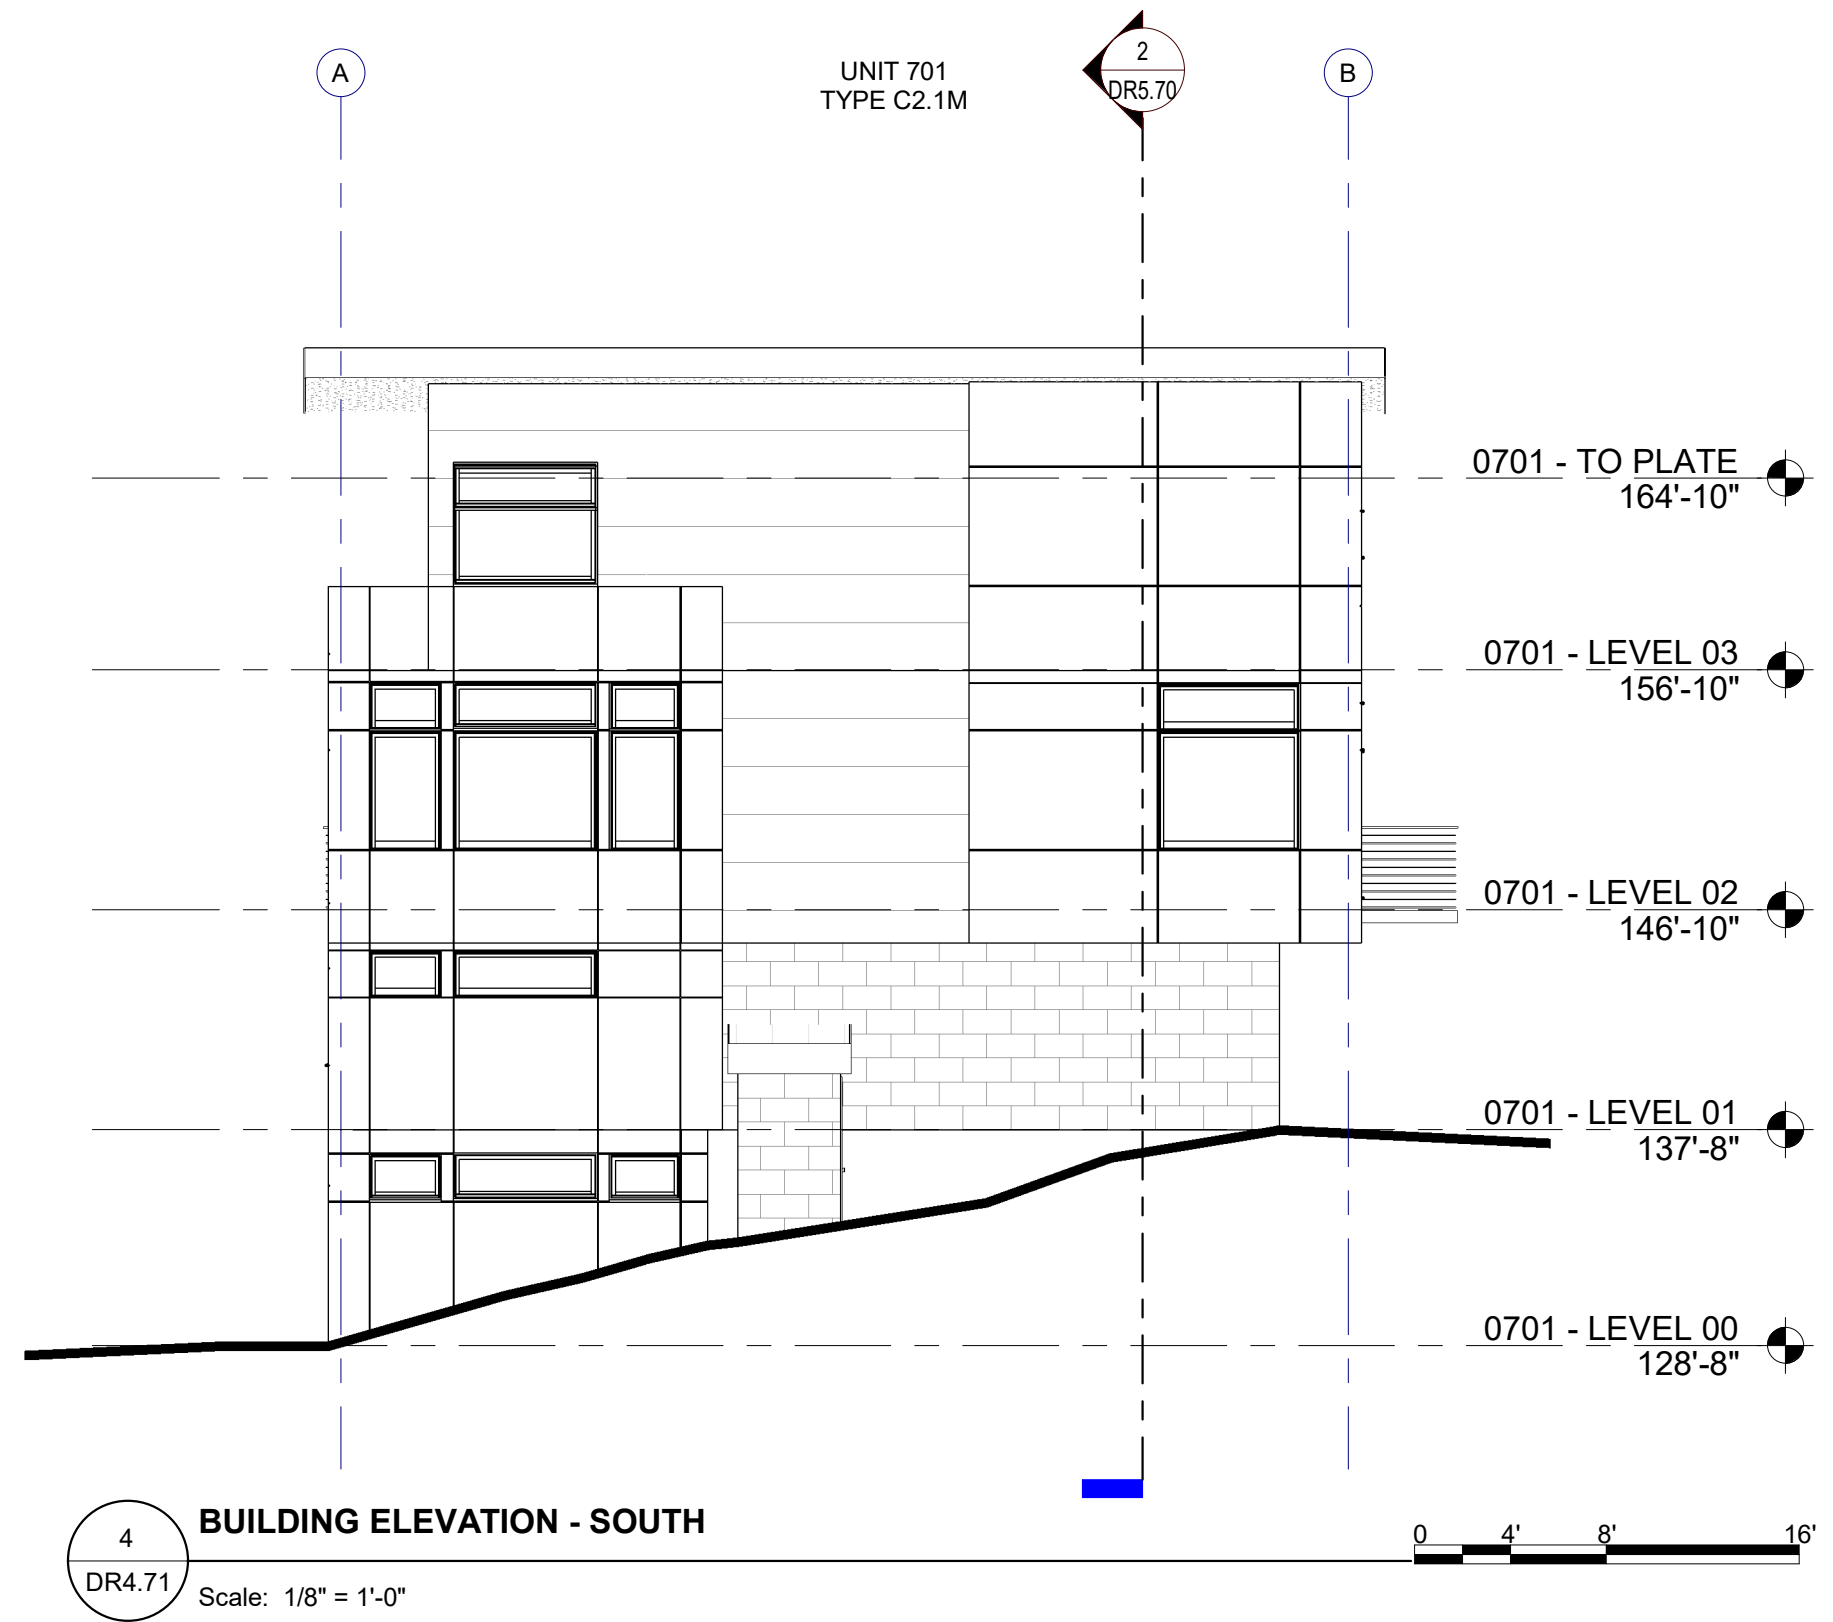 A
UNIT 701
TYPE C2.1M
2
DR5.70
B
0701 - TO PLATE
164'-10"
0701 - LEVEL 03
156'-10"
0701 - LEVEL 02
146'-10"
0701 - LEVEL 01
137'-8"
0701 - LEVEL 00
128'-8"
4
DR4.71
BUILDING ELEVATION - SOUTH
Scale: 1/8" = 1'-0"
0 4' 8' 16'